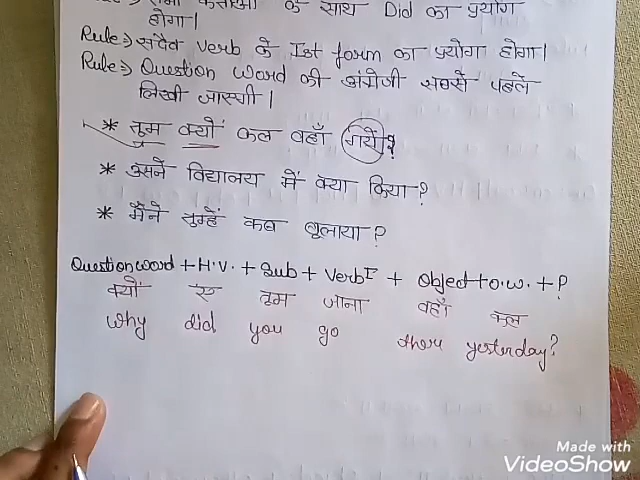 सभी कर्ताओं के साथ Did का प्रयोग
होगा।
Rule⇒ सदैव Verb के Ist form का प्रयोग होगा।
Rule⇒ Question Word की अंग्रेजी सबसे पहले
लिखी जाएगी।
* तुम क्यों कल वहाँ गये?
* उसने विद्यालय में क्या किया?
* मैंने तुम्हें कब बुलाया?
Question word + H.V. + Sub + Verb I + Object + O.W. + ?
क्यों ए तुम जाना वहाँ कल
why did you go there yesterday?
Made with
VideoShow